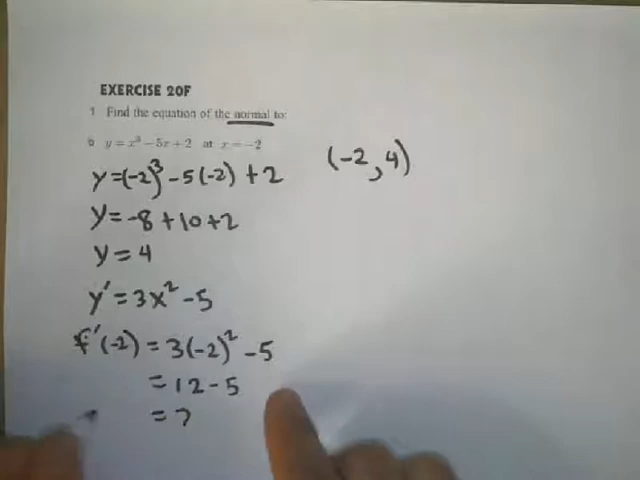 EXERCISE 20F
1 Find the equation of the normal to:
b y = x³ − 5x + 2 at x = −2
(-2, 4)
y = (-2)³ - 5(-2) + 2
y = -8 + 10 + 2
y = 4
y' = 3x² - 5
f'(-2) = 3(-2)² - 5
= 12 - 5
= 7